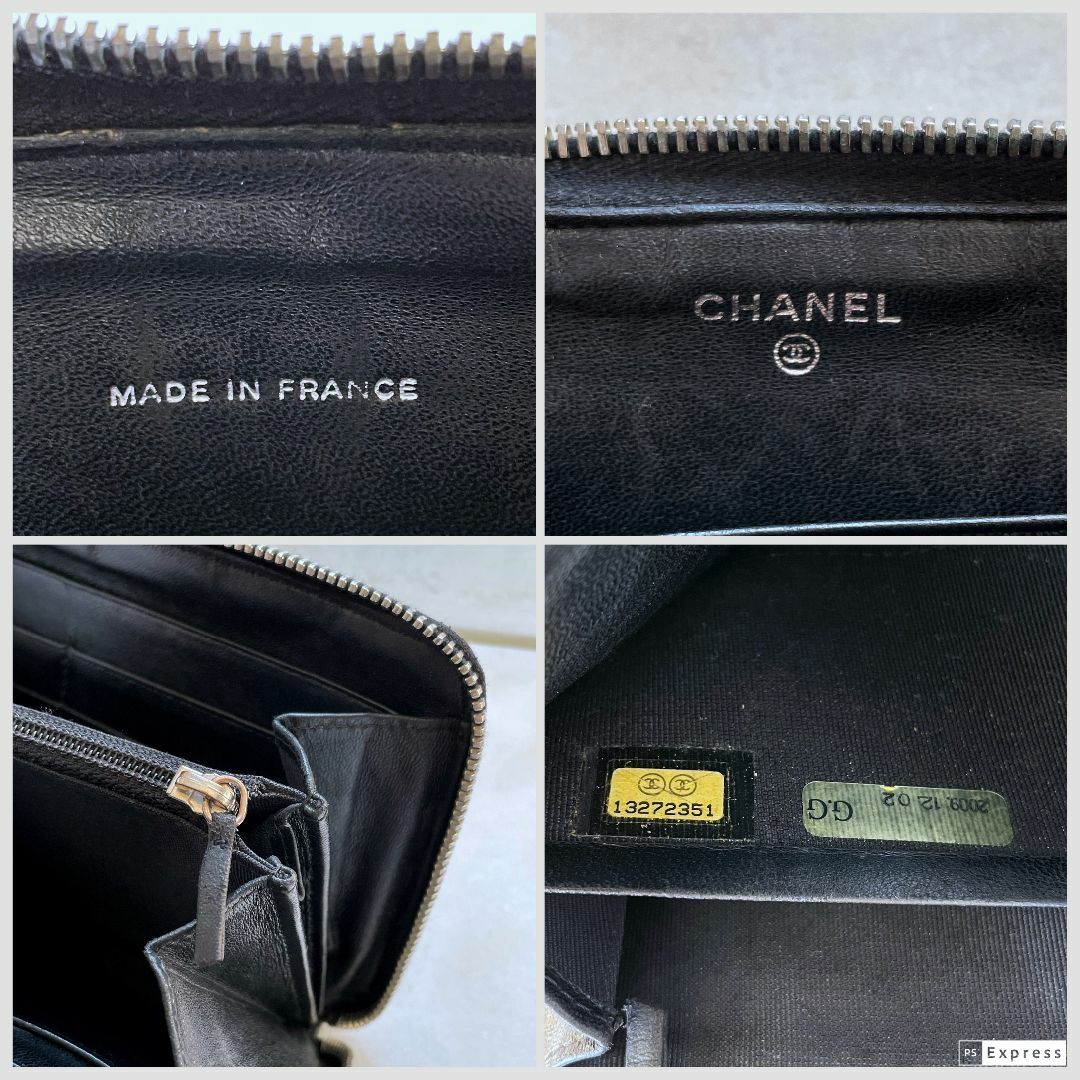 MADE IN FRANCE
CHANEL
13272351
G.G 2009. 12. 02
PS Express